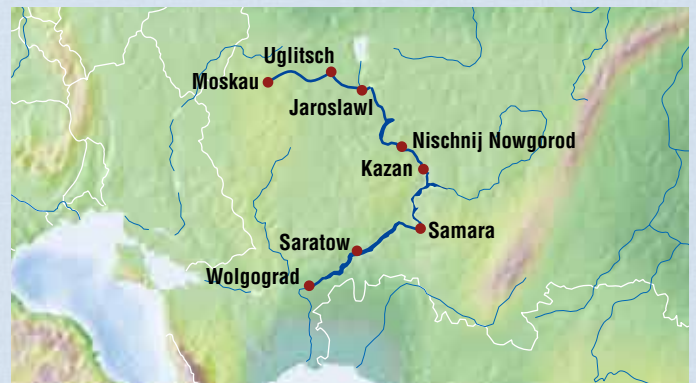 Uglitsch
Moskau
Jaroslawl
Nischnij Nowgorod
Kazan
Samara
Saratow
Wolgograd